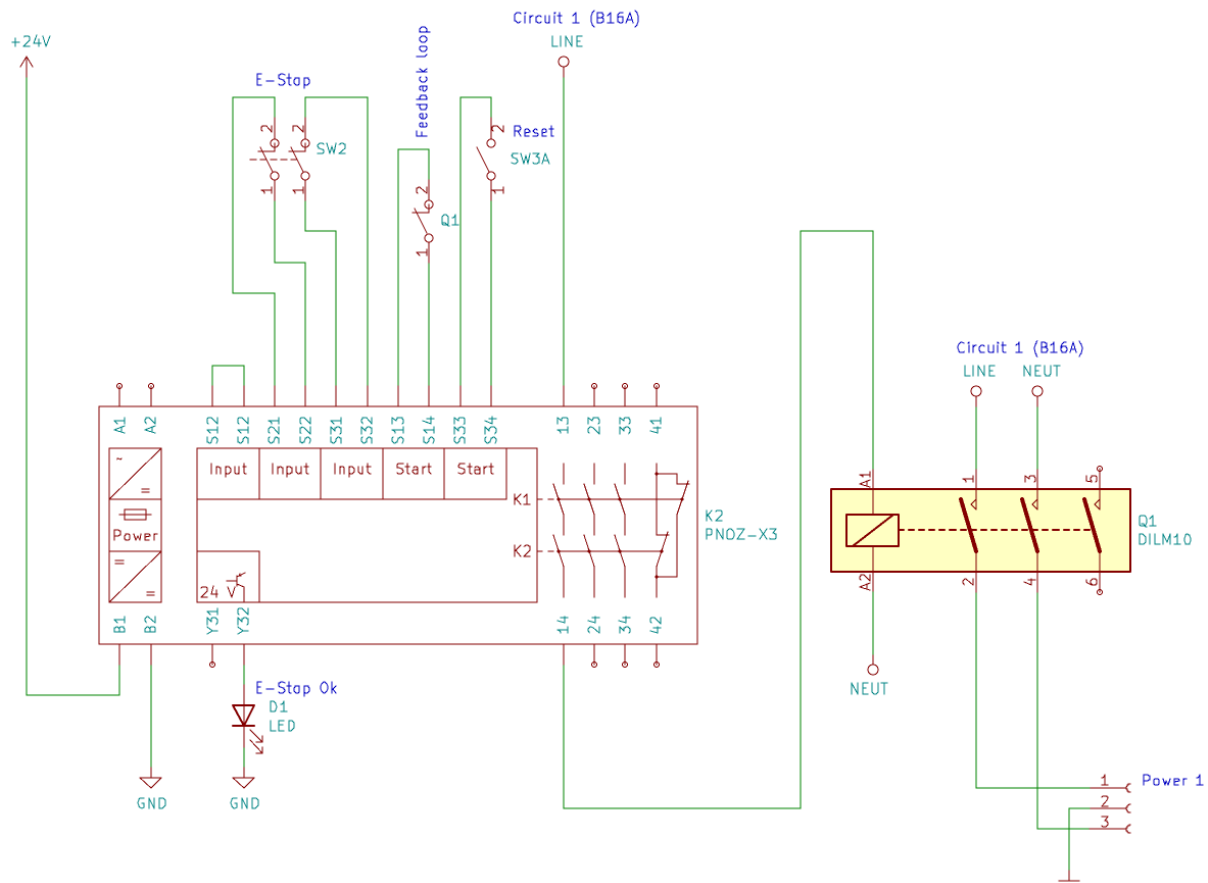 Circuit 1 (B16A)
LINE
+24V
Feedback loop
E-Stop
2
2
SW2
1
1
2
Q1
1
2
Reset
SW3A
1
Circuit 1 (B16A)
LINE
NEUT
A1
A2
S12
S12
S21
S22
S31
S32
S13
S14
S33
S34
13
23
33
41
~
=
Power
=
=
Input
Input
Input
Start
Start
K1
K2
24 V
K2
PNOZ-X3
B1
B2
Y31
Y32
14
24
34
42
A1
1
3
5
Q1
DILM10
A2
2
4
6
NEUT
E-Stop Ok
D1
LED
GND
GND
1
Power 1
2
3